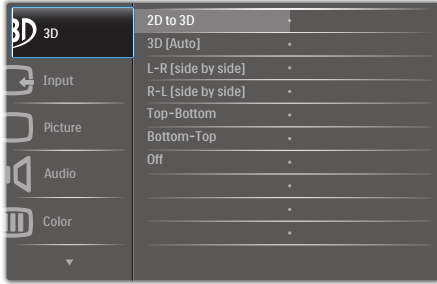 3D
3D
Input
Picture
Audio
Color
2D to 3D
3D [Auto]
L-R [side by side]
R-L [side by side]
Top-Bottom
Bottom-Top
Off